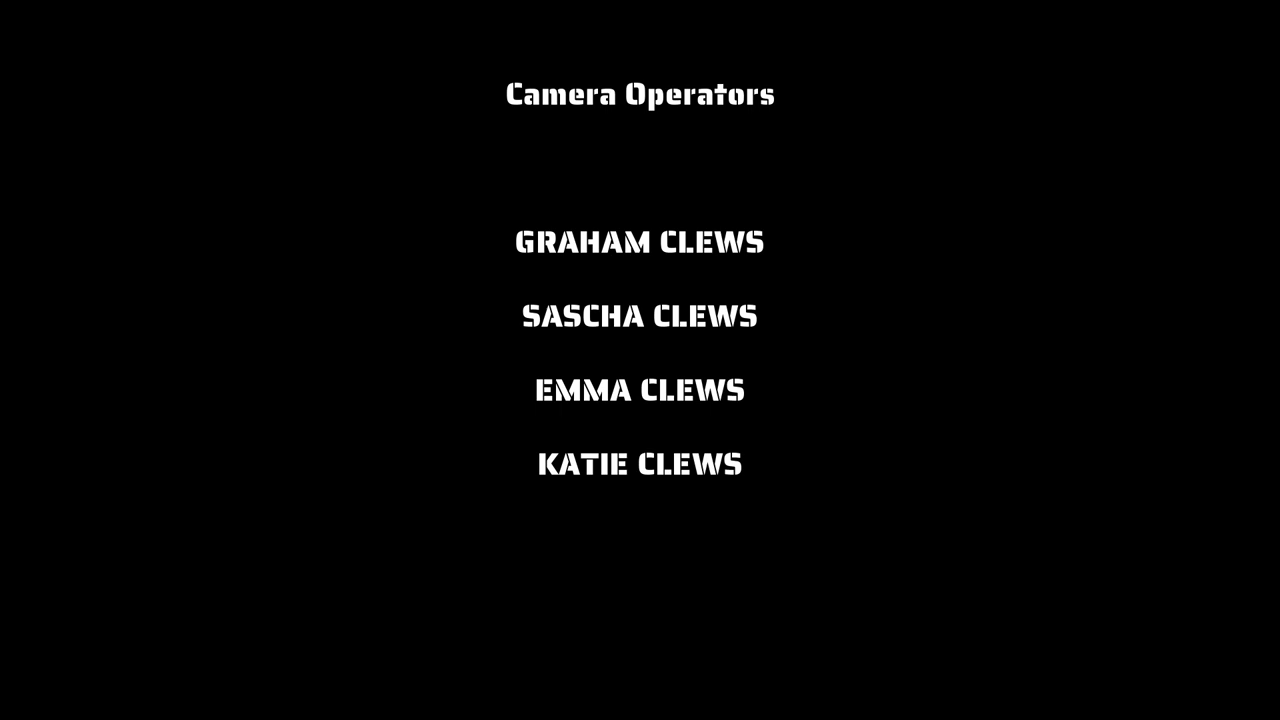 Camera Operators
GRAHAM CLEWS
SASCHA CLEWS
EMMA CLEWS
KATIE CLEWS